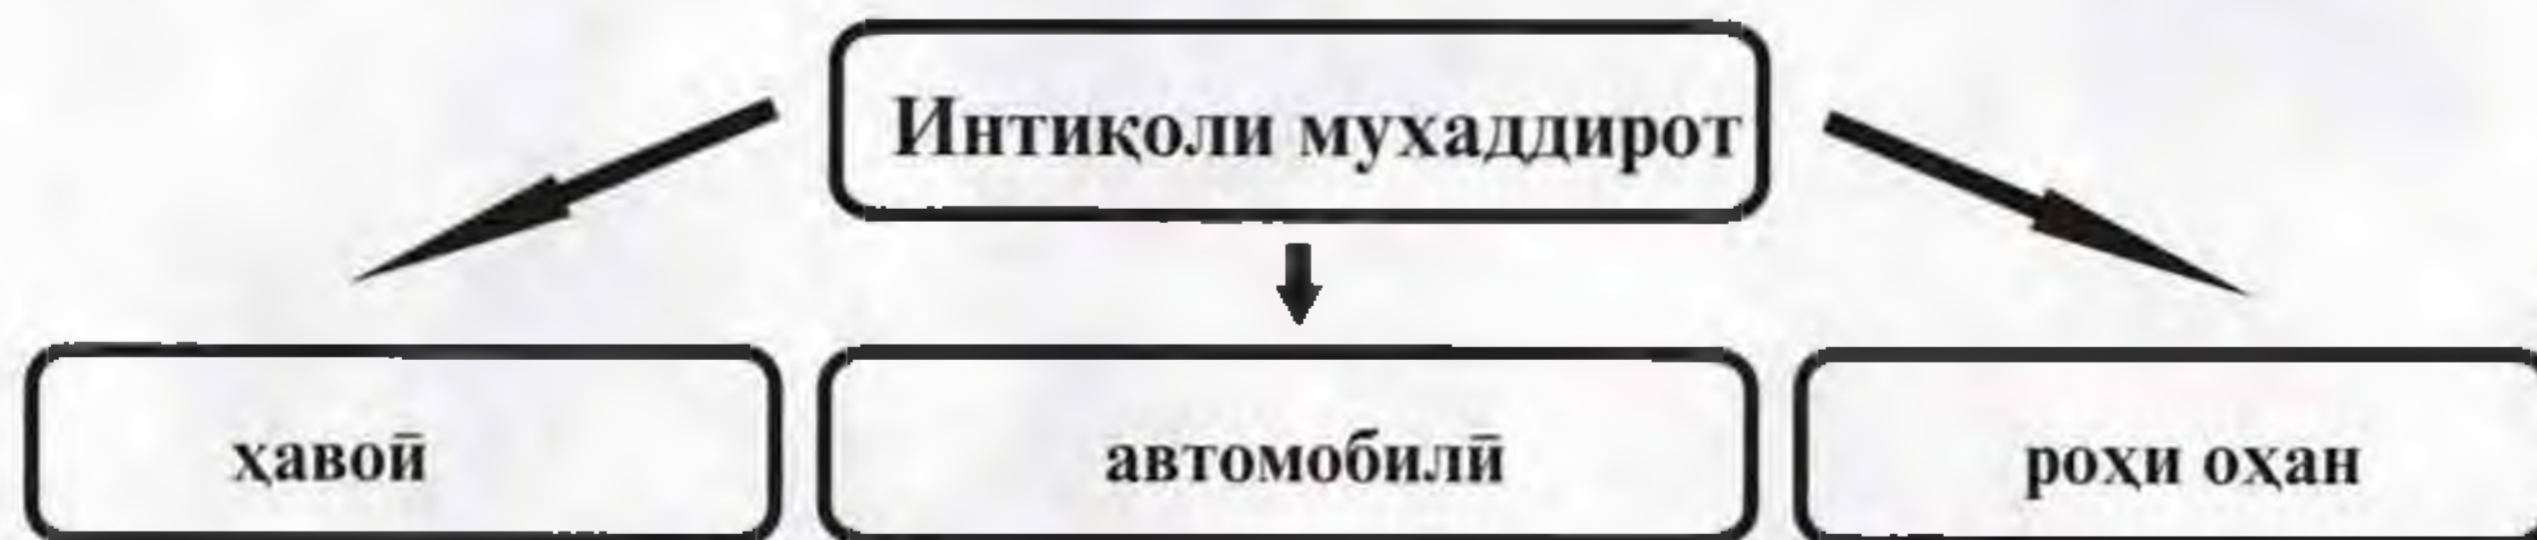 Интиқоли мухаддирот
ҳавоӣ
автомобилӣ
роҳи оҳан